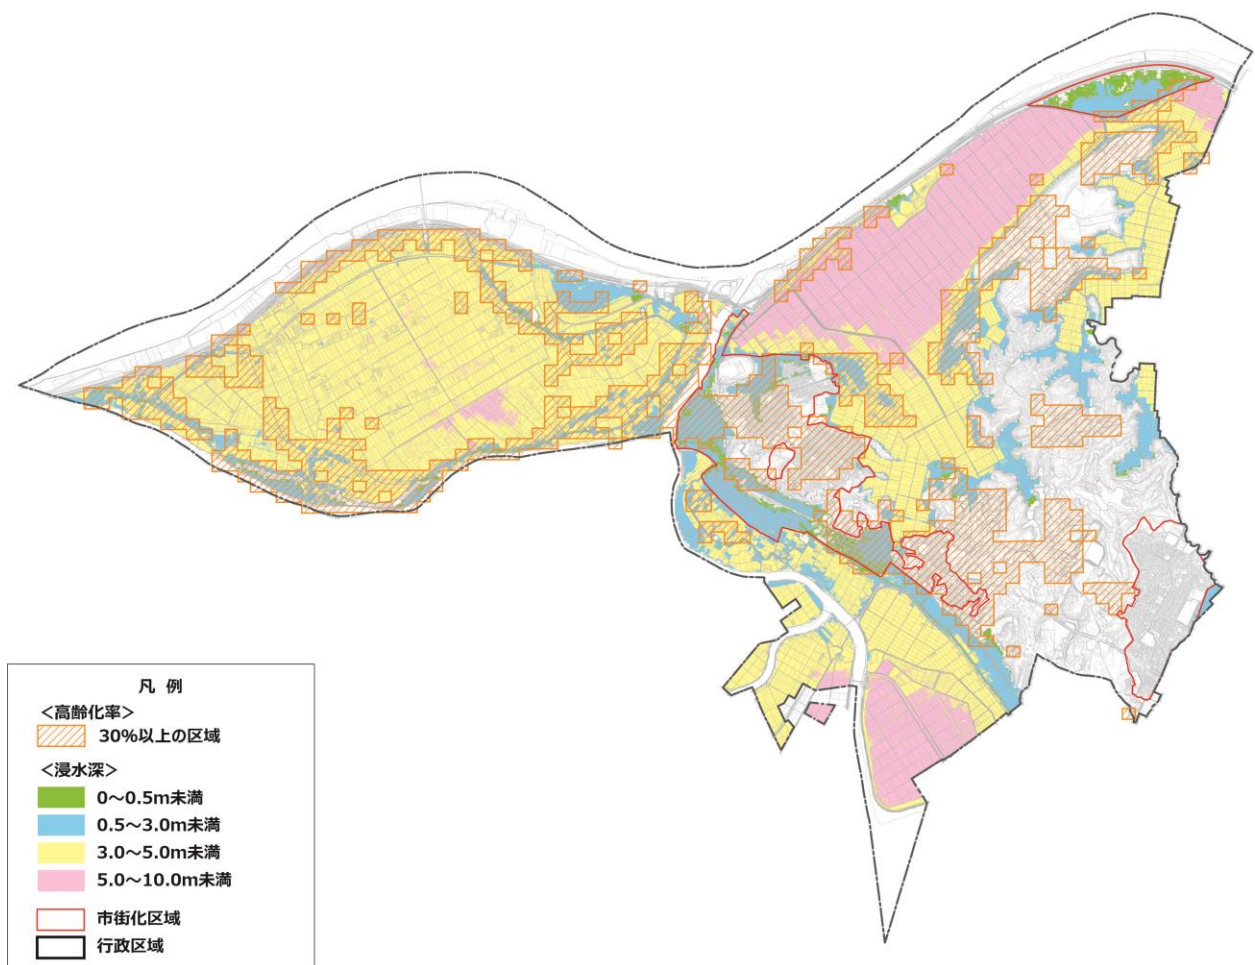 凡 例
＜高齢化率＞
30%以上の区域
＜浸水深＞
0～0.5m未満
0.5～3.0m未満
3.0～5.0m未満
5.0～10.0m未満
市街化区域
行政区域